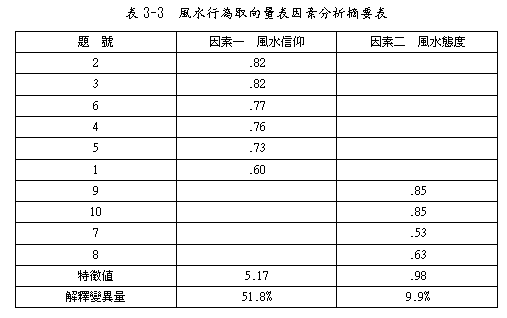 表 3-3 風水行為取向量表因素分析摘要表
題 號 因素一 風水信仰 因素二 風水態度
2 .82
3 .82
6 .77
4 .76
5 .73
1 .60
9 .85
10 .85
7 .53
8 .63
特徵值 5.17 .98
解釋變異量 51.8% 9.9%